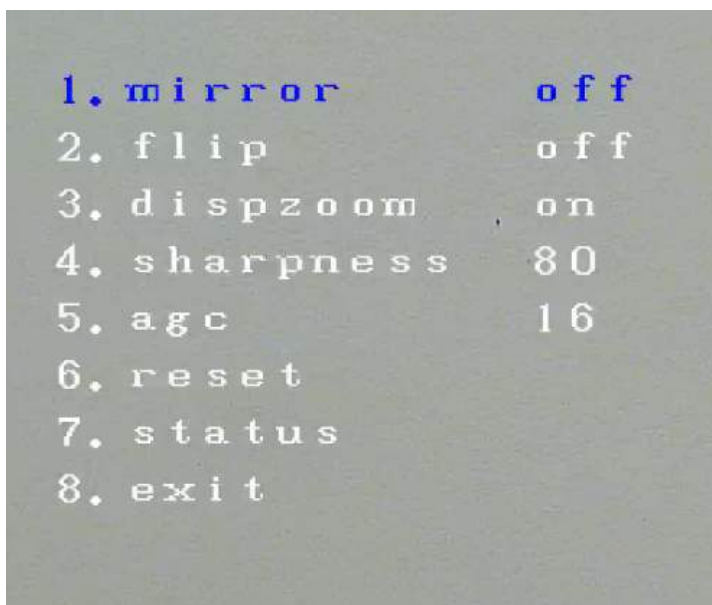 1. mirror off
2. flip off
3. dispzoom on
4. sharpness 80
5. agc 16
6. reset
7. status
8. exit